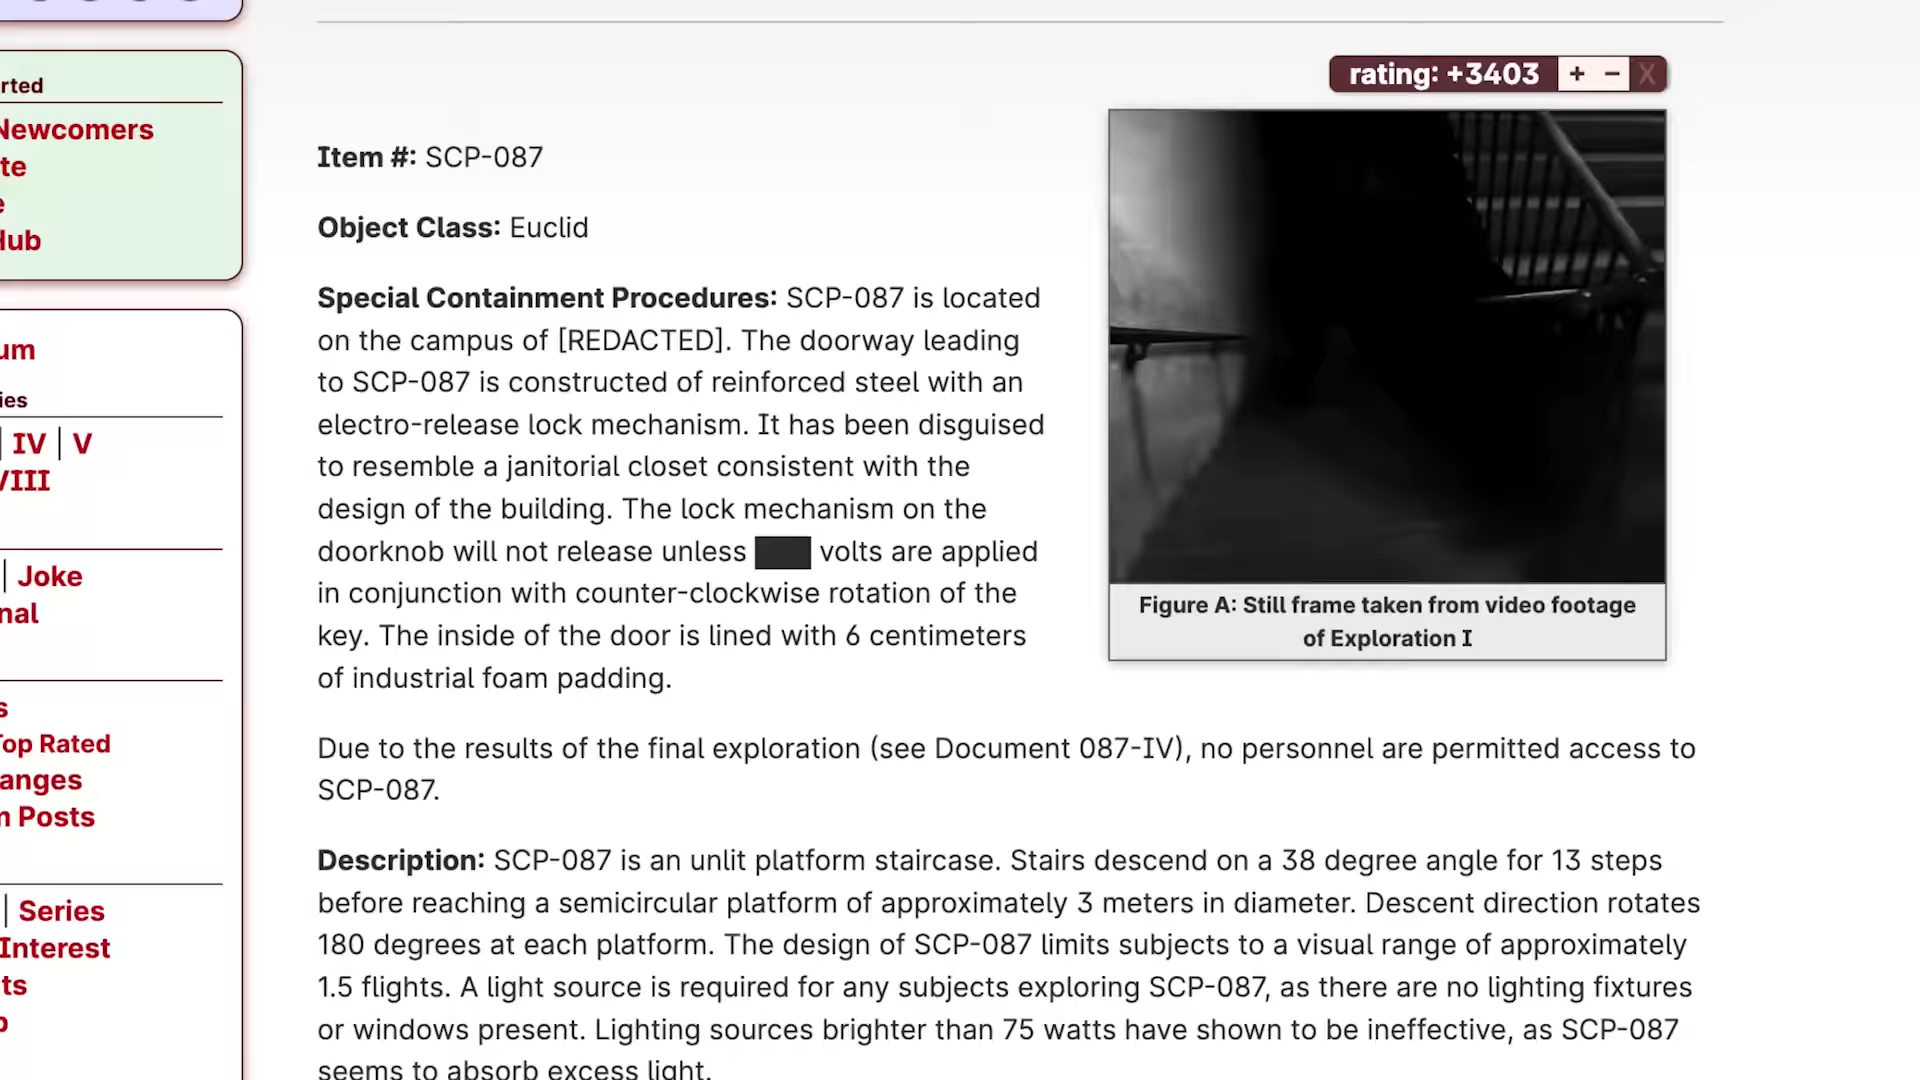 rted
Newcomers
te
e
Hub
um
ies
| IV | V
VIII
| Joke
nal
s
Top Rated
anges
m Posts
| Series
Interest
ts
p
rating: +3403 + − X
Item #: SCP-087
Object Class: Euclid
Special Containment Procedures: SCP-087 is located
on the campus of [REDACTED]. The doorway leading
to SCP-087 is constructed of reinforced steel with an
electro-release lock mechanism. It has been disguised
to resemble a janitorial closet consistent with the
design of the building. The lock mechanism on the
doorknob will not release unless ███ volts are applied
in conjunction with counter-clockwise rotation of the
key. The inside of the door is lined with 6 centimeters
of industrial foam padding.
Figure A: Still frame taken from video footage
of Exploration I
Due to the results of the final exploration (see Document 087-IV), no personnel are permitted access to
SCP-087.
Description: SCP-087 is an unlit platform staircase. Stairs descend on a 38 degree angle for 13 steps
before reaching a semicircular platform of approximately 3 meters in diameter. Descent direction rotates
180 degrees at each platform. The design of SCP-087 limits subjects to a visual range of approximately
1.5 flights. A light source is required for any subjects exploring SCP-087, as there are no lighting fixtures
or windows present. Lighting sources brighter than 75 watts have shown to be ineffective, as SCP-087
seems to absorb excess light.